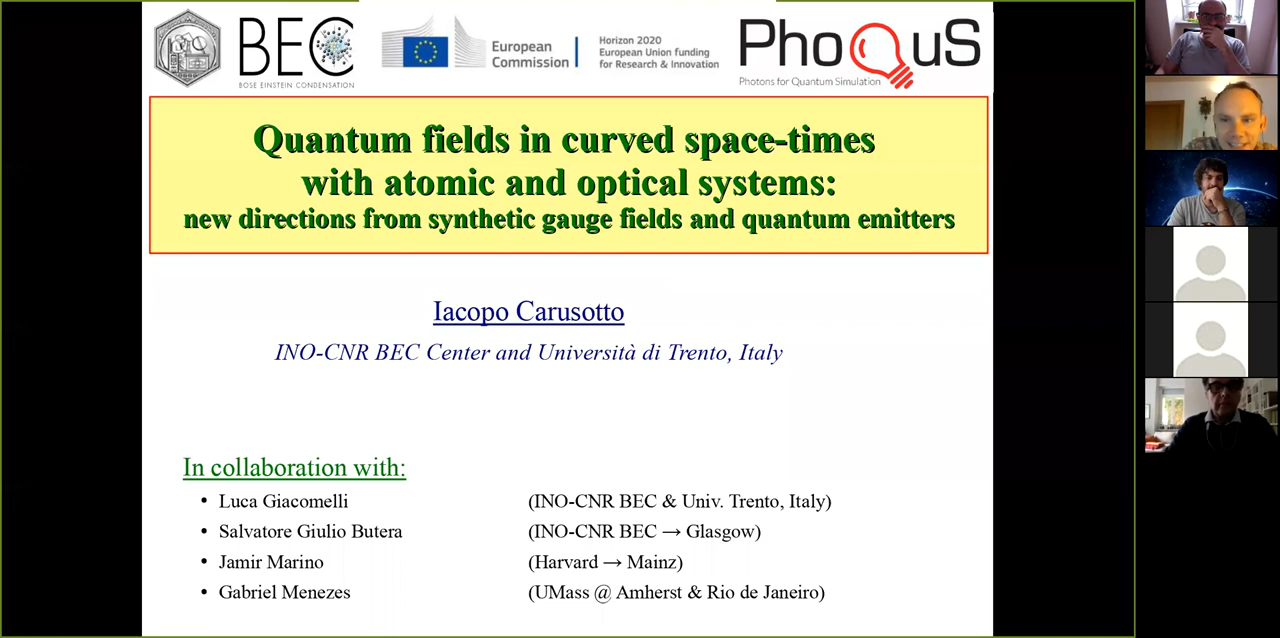 BEC
BOSE EINSTEIN CONDENSATION
European
Commission
Horizon 2020
European Union funding
for Research & Innovation
PhoQuS
Photons for Quantum Simulation
Quantum fields in curved space-times
with atomic and optical systems:
new directions from synthetic gauge fields and quantum emitters
Iacopo Carusotto
INO-CNR BEC Center and Università di Trento, Italy
In collaboration with:
• Luca Giacomelli (INO-CNR BEC & Univ. Trento, Italy)
• Salvatore Giulio Butera (INO-CNR BEC → Glasgow)
• Jamir Marino (Harvard → Mainz)
• Gabriel Menezes (UMass @ Amherst & Rio de Janeiro)